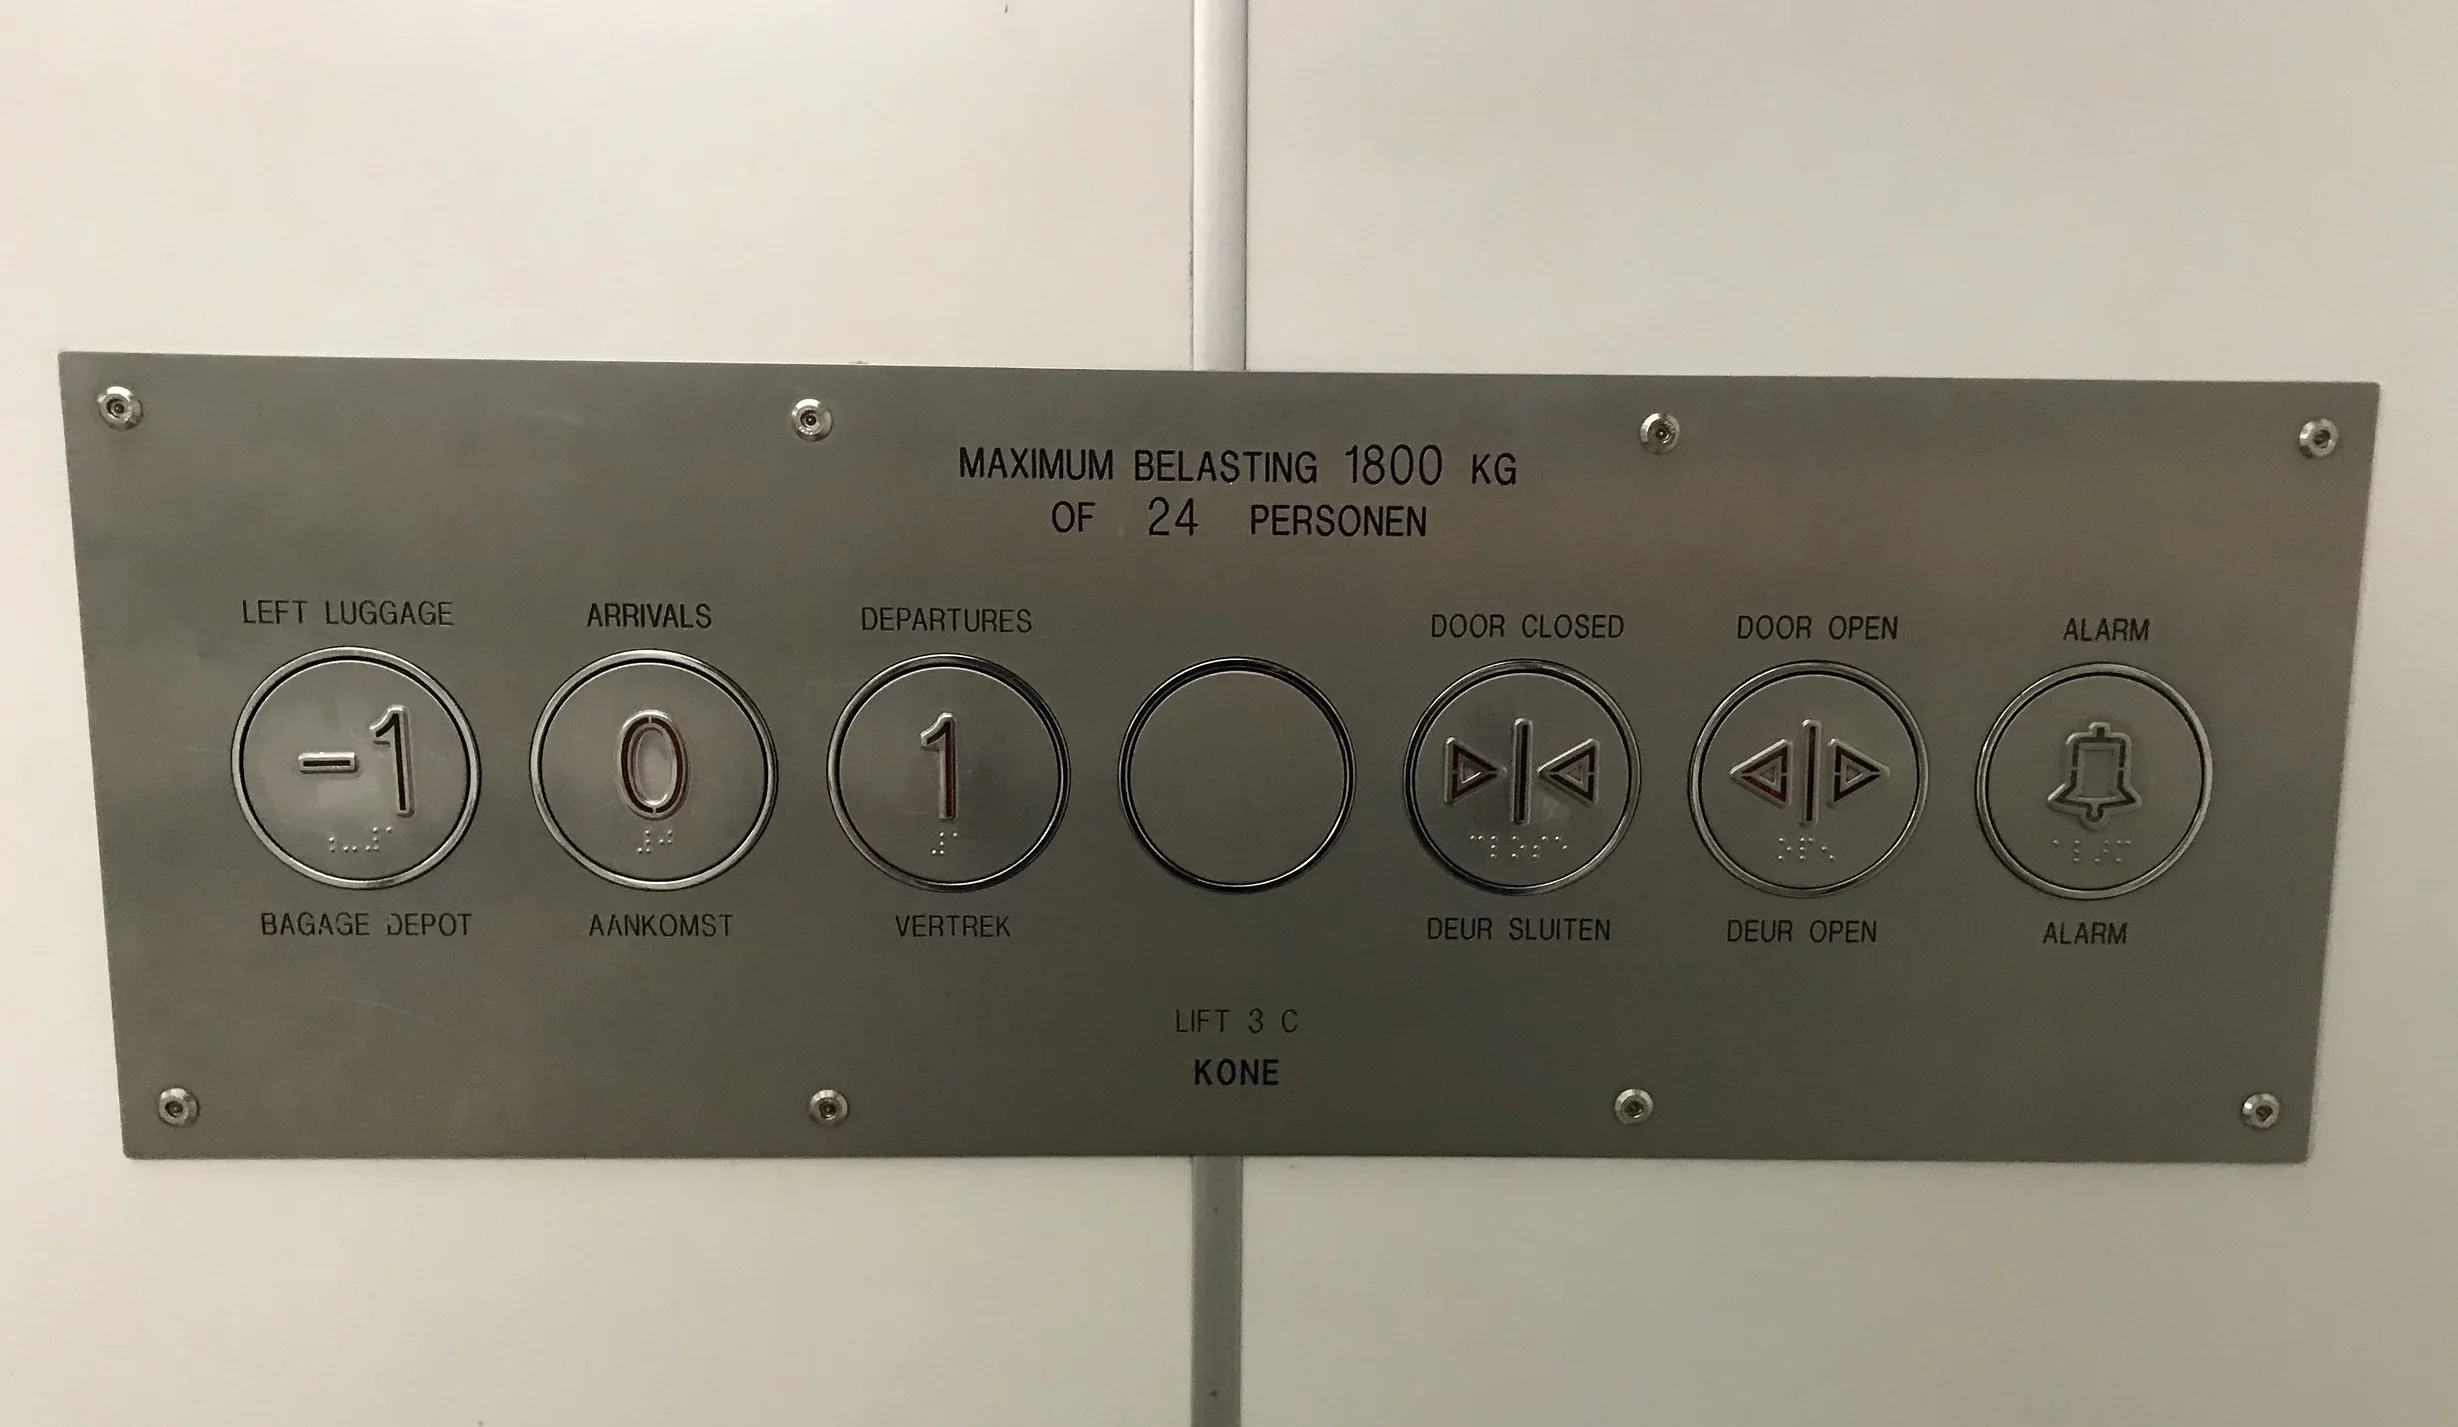 MAXIMUM BELASTING 1800 KG
OF 24 PERSONEN
LEFT LUGGAGE
ARRIVALS
DEPARTURES
DOOR CLOSED
DOOR OPEN
ALARM
-1
0
1
BAGAGE DEPOT
AANKOMST
VERTREK
DEUR SLUITEN
DEUR OPEN
ALARM
LIFT 3 C
KONE